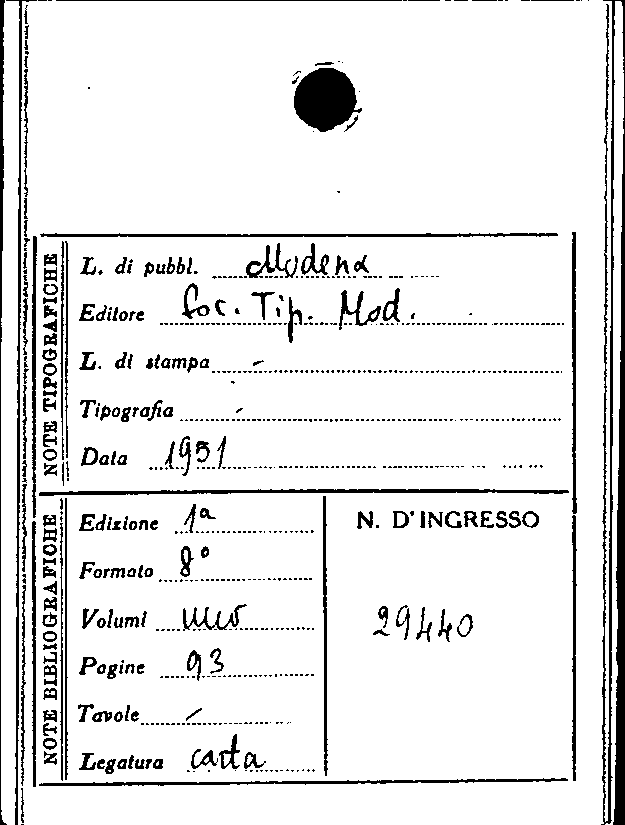 NOTE TIPOGRAFICHE
L. di pubbl. Modena
Editore Soc. Tip. Mod.
L. di stampa -
Tipografia -
Data 1951
NOTE BIBLIOGRAFICHE
Edizione 1a
Formato 8°
Volumi uno
Pagine 93
Tavole /
Legatura carta
N. D'INGRESSO
29440